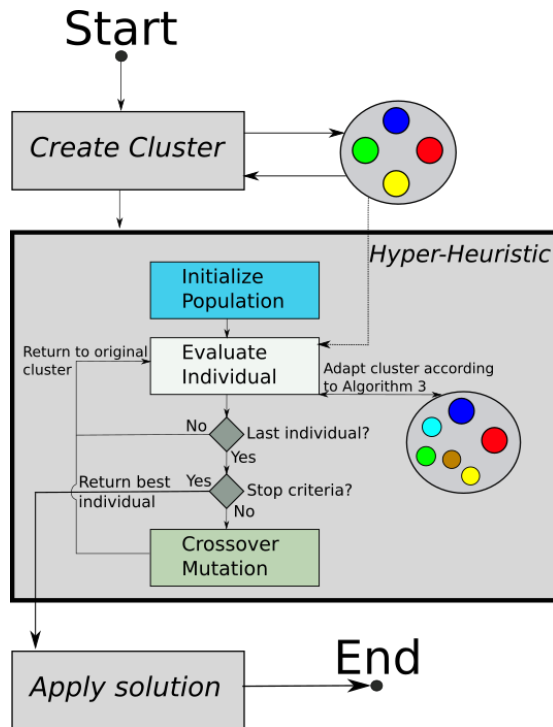 Start
Create Cluster
Hyper-Heuristic
Initialize
Population
Return to original
cluster
Evaluate
Individual
Adapt cluster according
to Algorithm 3
No
Last individual?
Yes
Return best
individual
Yes
Stop criteria?
No
Crossover
Mutation
Apply solution
End